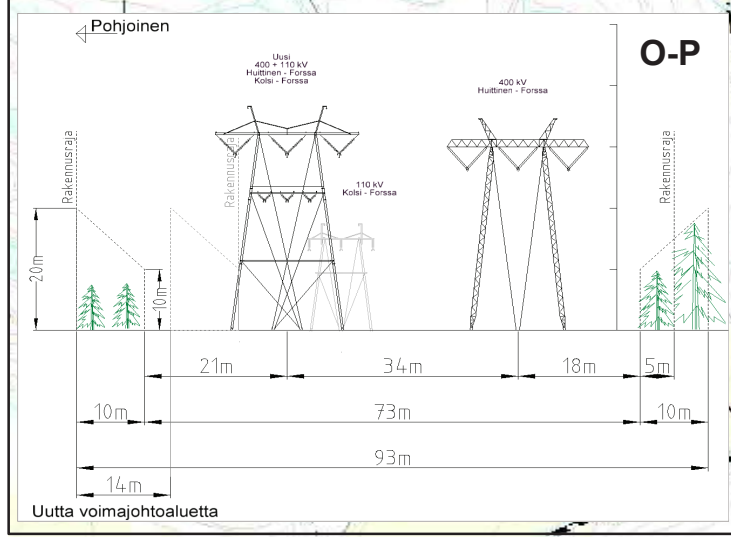 Pohjoinen
O-P
Uusi
400 + 110 kV
Huittinen - Forssa
Kolsi - Forssa
400 kV
Huittinen - Forssa
Rakennusraja
Rakennusraja
Rakennusraja
110 kV
Kolsi - Forssa
20m
10m
21m
34m
18m
5m
10m
73m
10m
93m
14m
Uutta voimajohtoaluetta